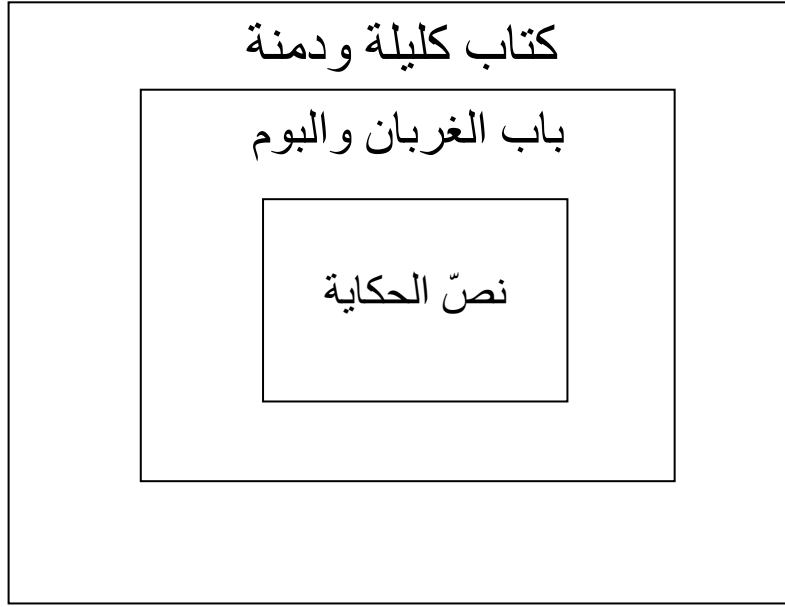 كتاب كليلة ودمنة
باب الغربان والبوم
نصّ الحكاية